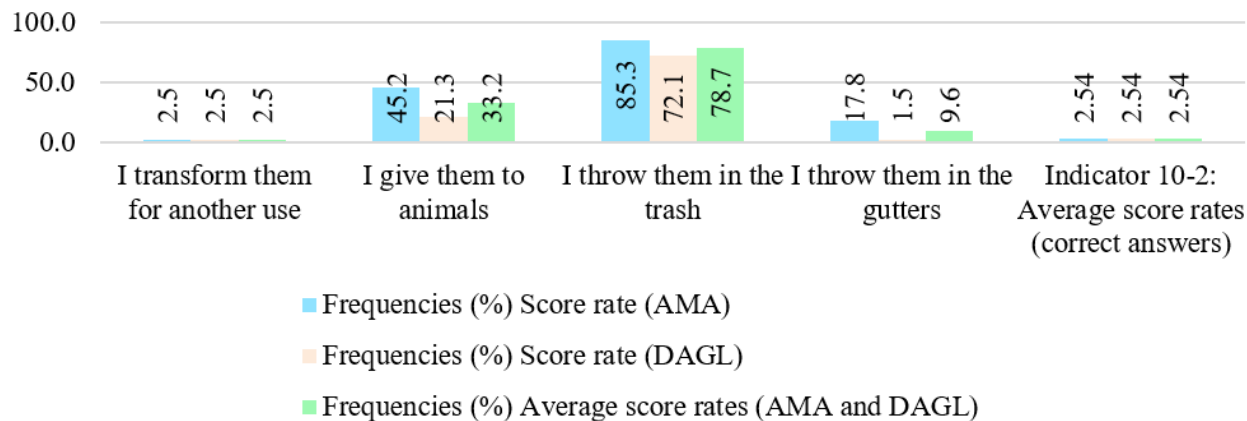 100.0
50.0
0.0
2.5 2.5 2.5
45.2 21.3 33.2
85.3 72.1 78.7
17.8 1.5 9.6
2.54 2.54 2.54
I transform them
for another use
I give them to
animals
I throw them in the
trash
I throw them in the
gutters
Indicator 10-2:
Average score rates
(correct answers)
Frequencies (%) Score rate (AMA)
Frequencies (%) Score rate (DAGL)
Frequencies (%) Average score rates (AMA and DAGL)